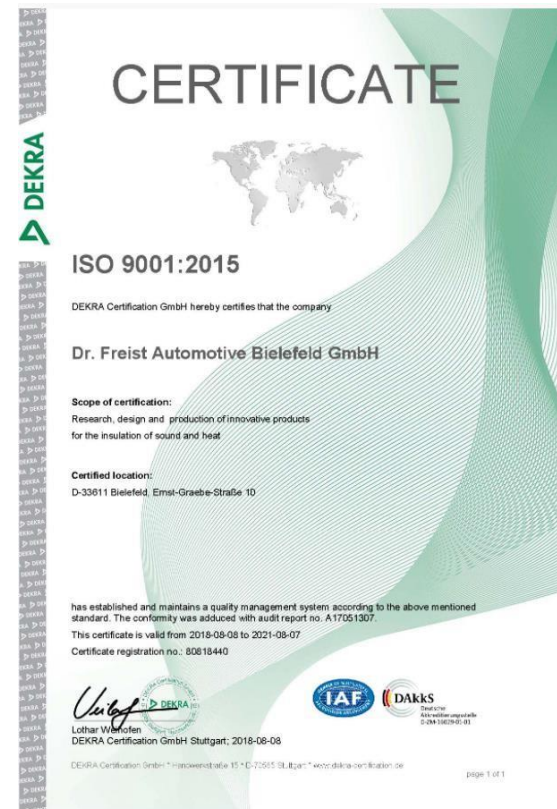 CERTIFICATE
DEKRA
ISO 9001:2015
DEKRA Certification GmbH hereby certifies that the company
Dr. Freist Automotive Bielefeld GmbH
Scope of certification:
Research, design and production of innovative products
for the insulation of sound and heat
Certified location:
D-33611 Bielefeld, Ernst-Graebe-Straße 10
has established and maintains a quality management system according to the above mentioned
standard. The conformity was adduced with audit report no. A17051307.
This certificate is valid from 2018-08-08 to 2021-08-07
Certificate registration no.: 80818440
DEKRA
IAF
DAkkS
Deutsche
Akkreditierungsstelle
D-ZM-16029-01-01
Lothar Weihofen
DEKRA Certification GmbH Stuttgart; 2018-08-08
DEKRA Certification GmbH * Handwerkstraße 15 * D-70565 Stuttgart * www.dekra-certification.de
page 1 of 1